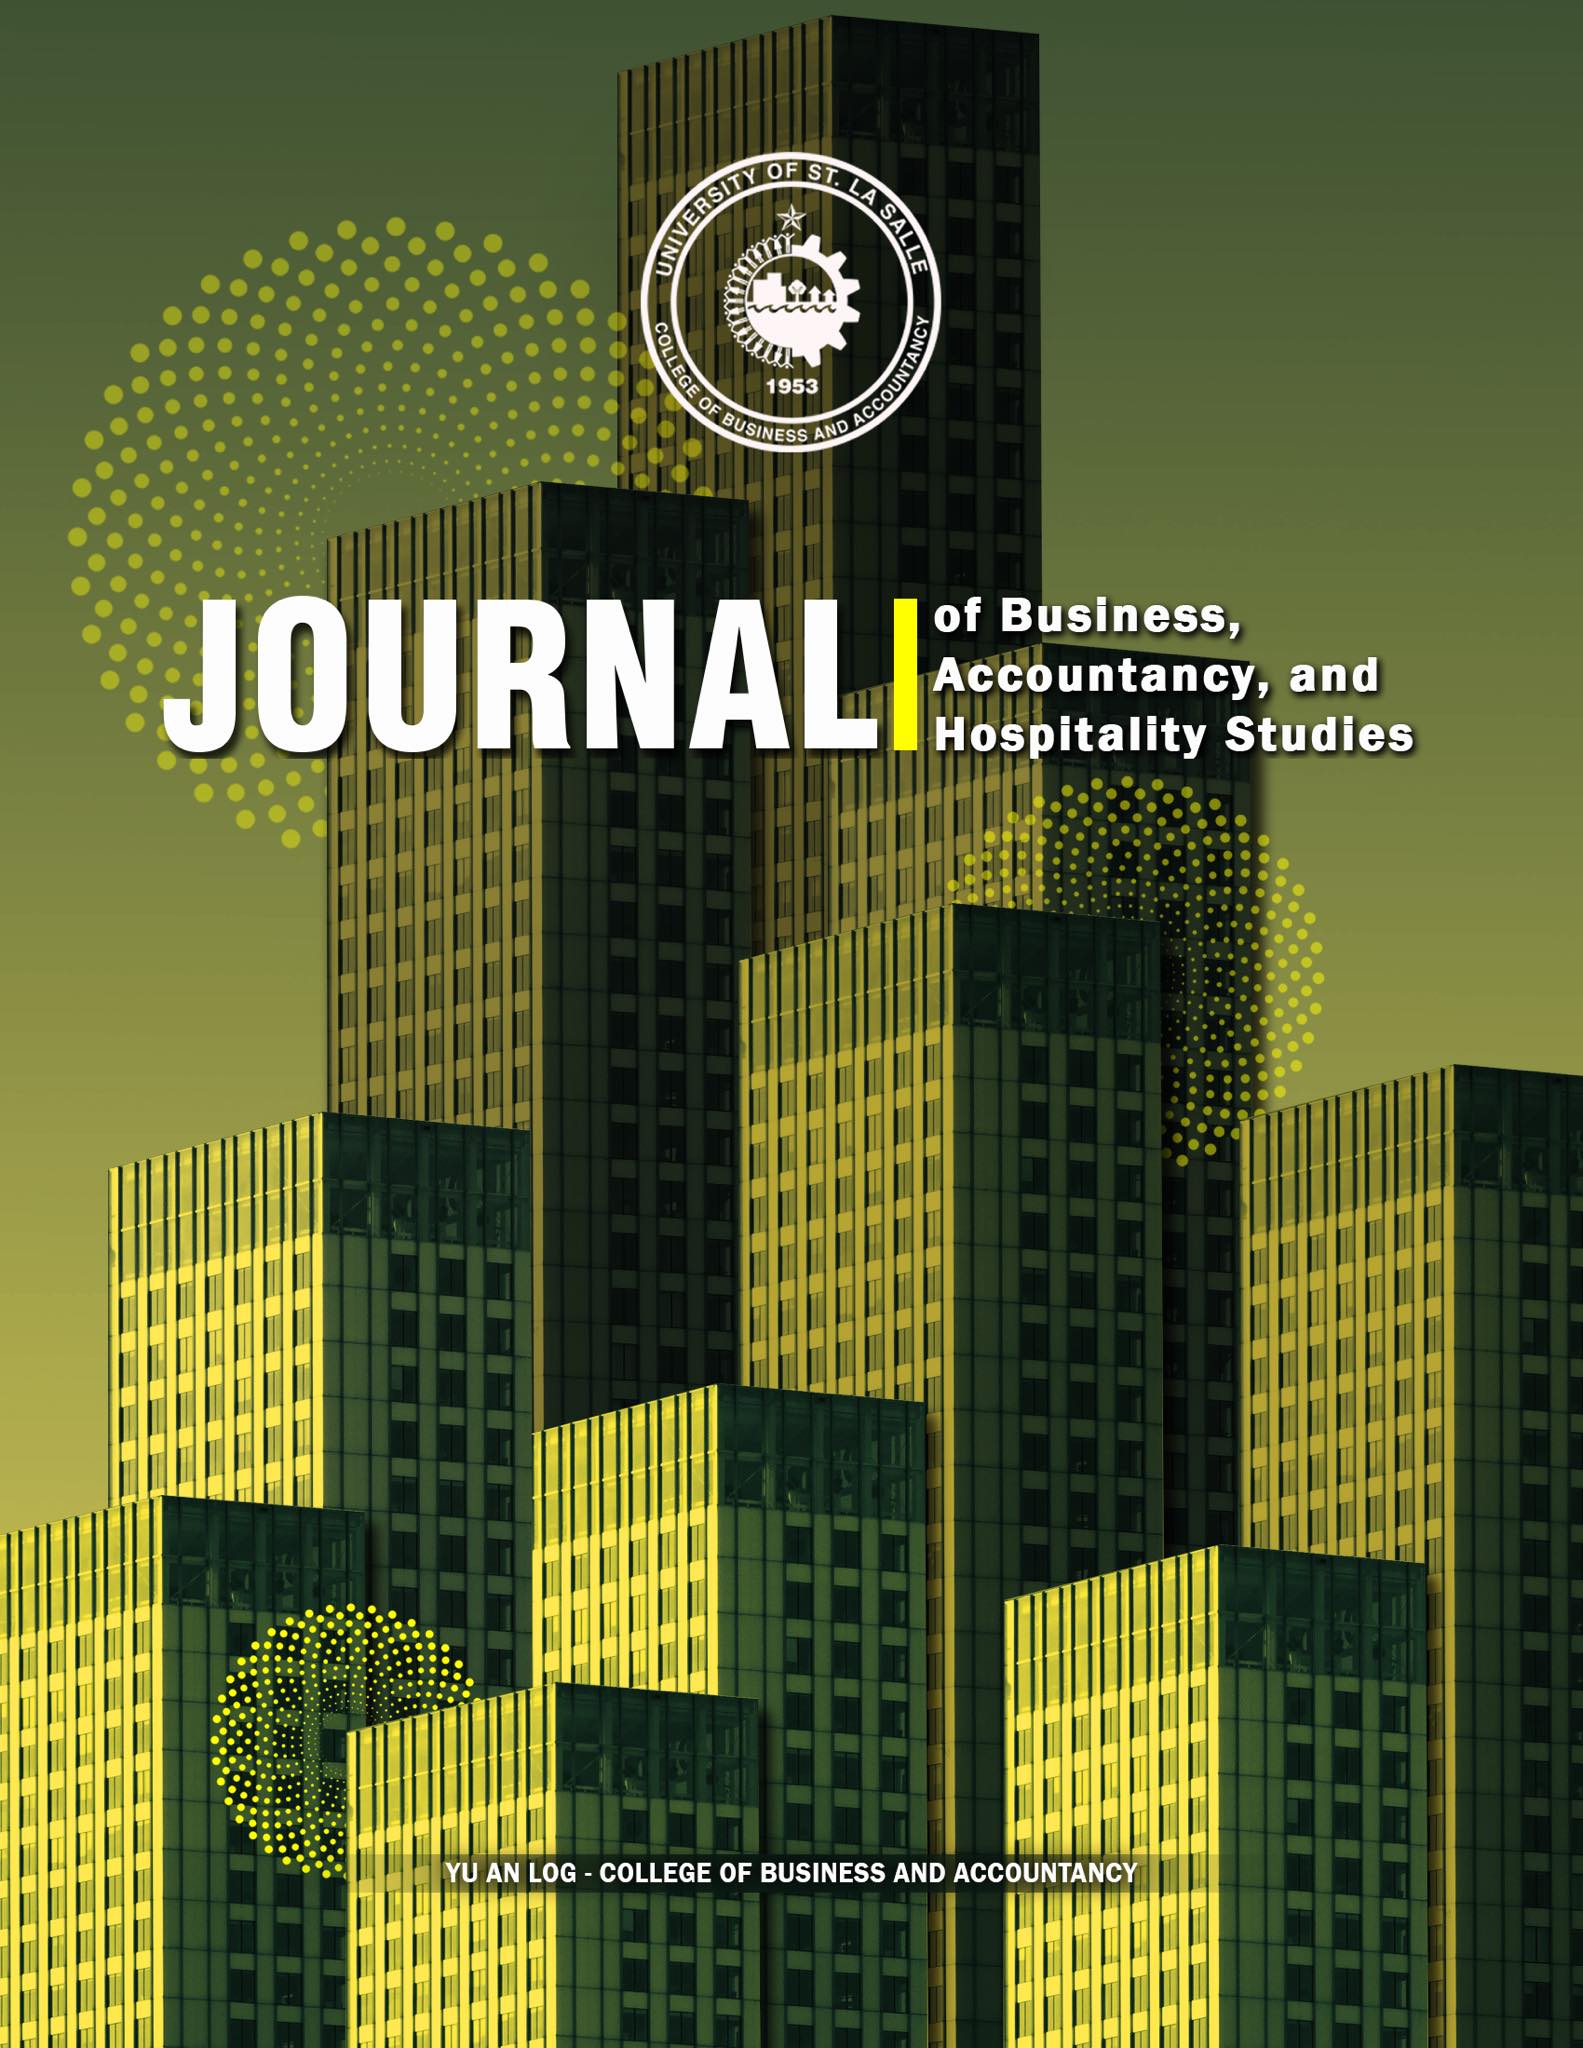 UNIVERSITY OF ST. LA SALLE
1953
COLLEGE OF BUSINESS AND ACCOUNTANCY
JOURNAL
of Business,
Accountancy, and
Hospitality Studies
YU AN LOG - COLLEGE OF BUSINESS AND ACCOUNTANCY